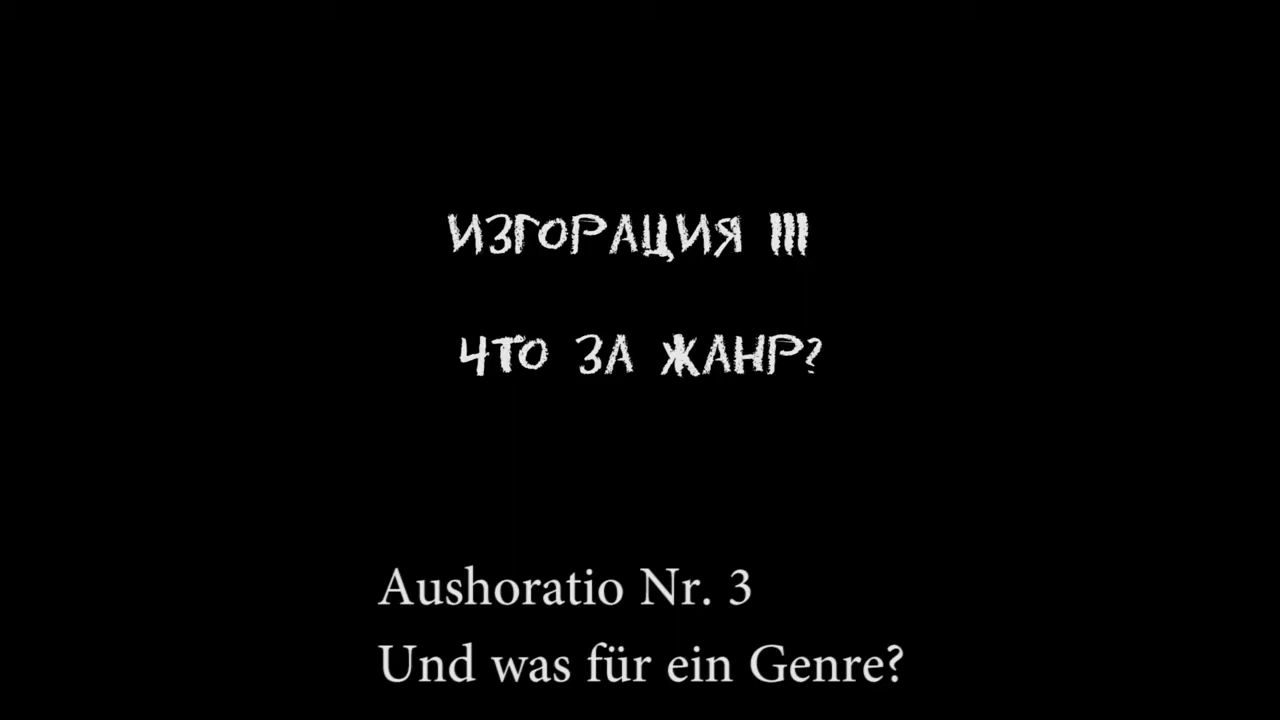 ИЗГОРАЦИЯ III
ЧТО ЗА ЖАНР?
Aushoratio Nr. 3
Und was für ein Genre?